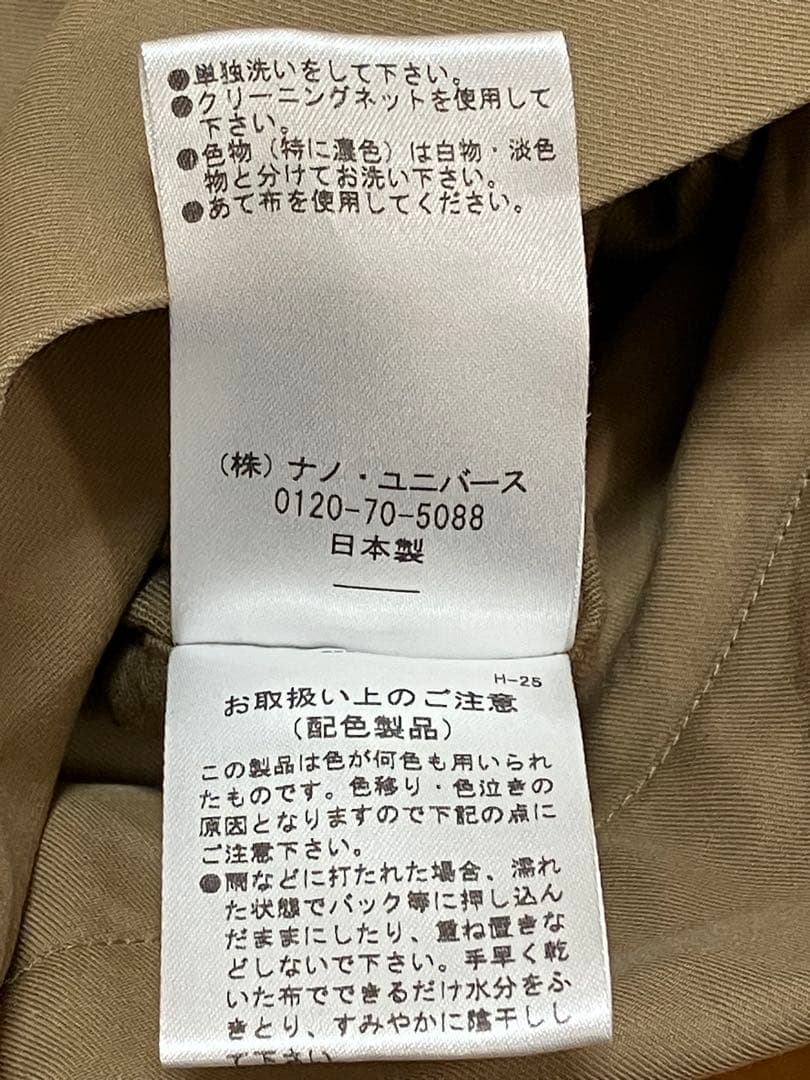 ●単独洗いをして下さい。
●クリーニングネットを使用して
下さい。
●色物（特に濃色）は白物・淡色
物と分けてお洗い下さい。
●あて布を使用してください。
（株）ナノ・ユニバース
0120-70-5088
日本製
H-25
お取扱い上のご注意
（配色製品）
この製品は色が何色も用いられ
たものです。色移り・色泣きの
原因となりますので下記の点に
ご注意下さい。
●雨などに打たれた場合、濡れ
た状態でバック等に押し込ん
だままにしたり、重ね置きな
どしないで下さい。手早く乾
いた布でできるだけ水分をふ
きとり、すみやかに陰干しし
て下さい